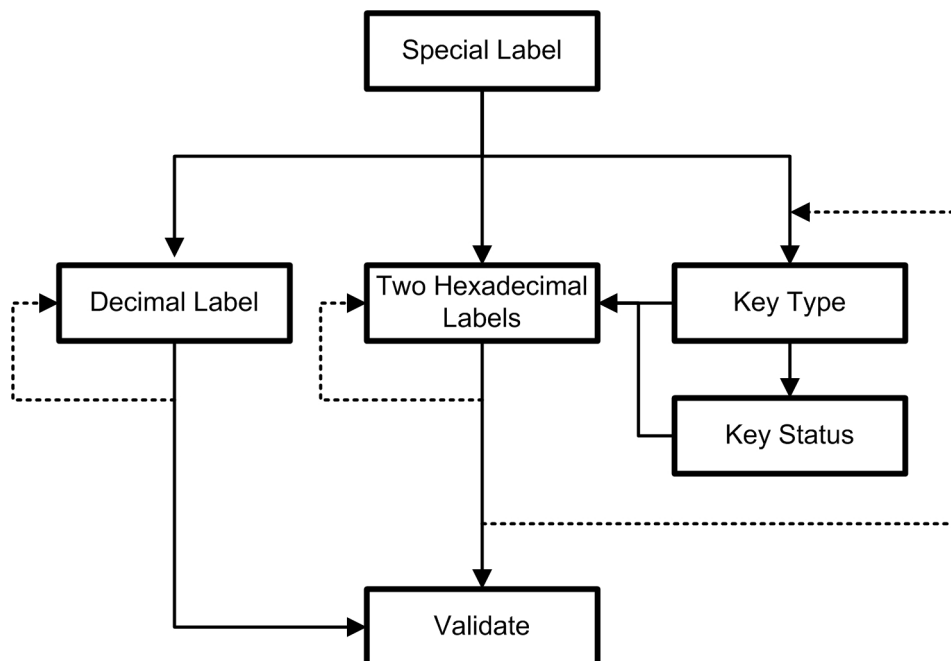 Special Label
Decimal Label
Two Hexadecimal
Labels
Key Type
Key Status
Validate